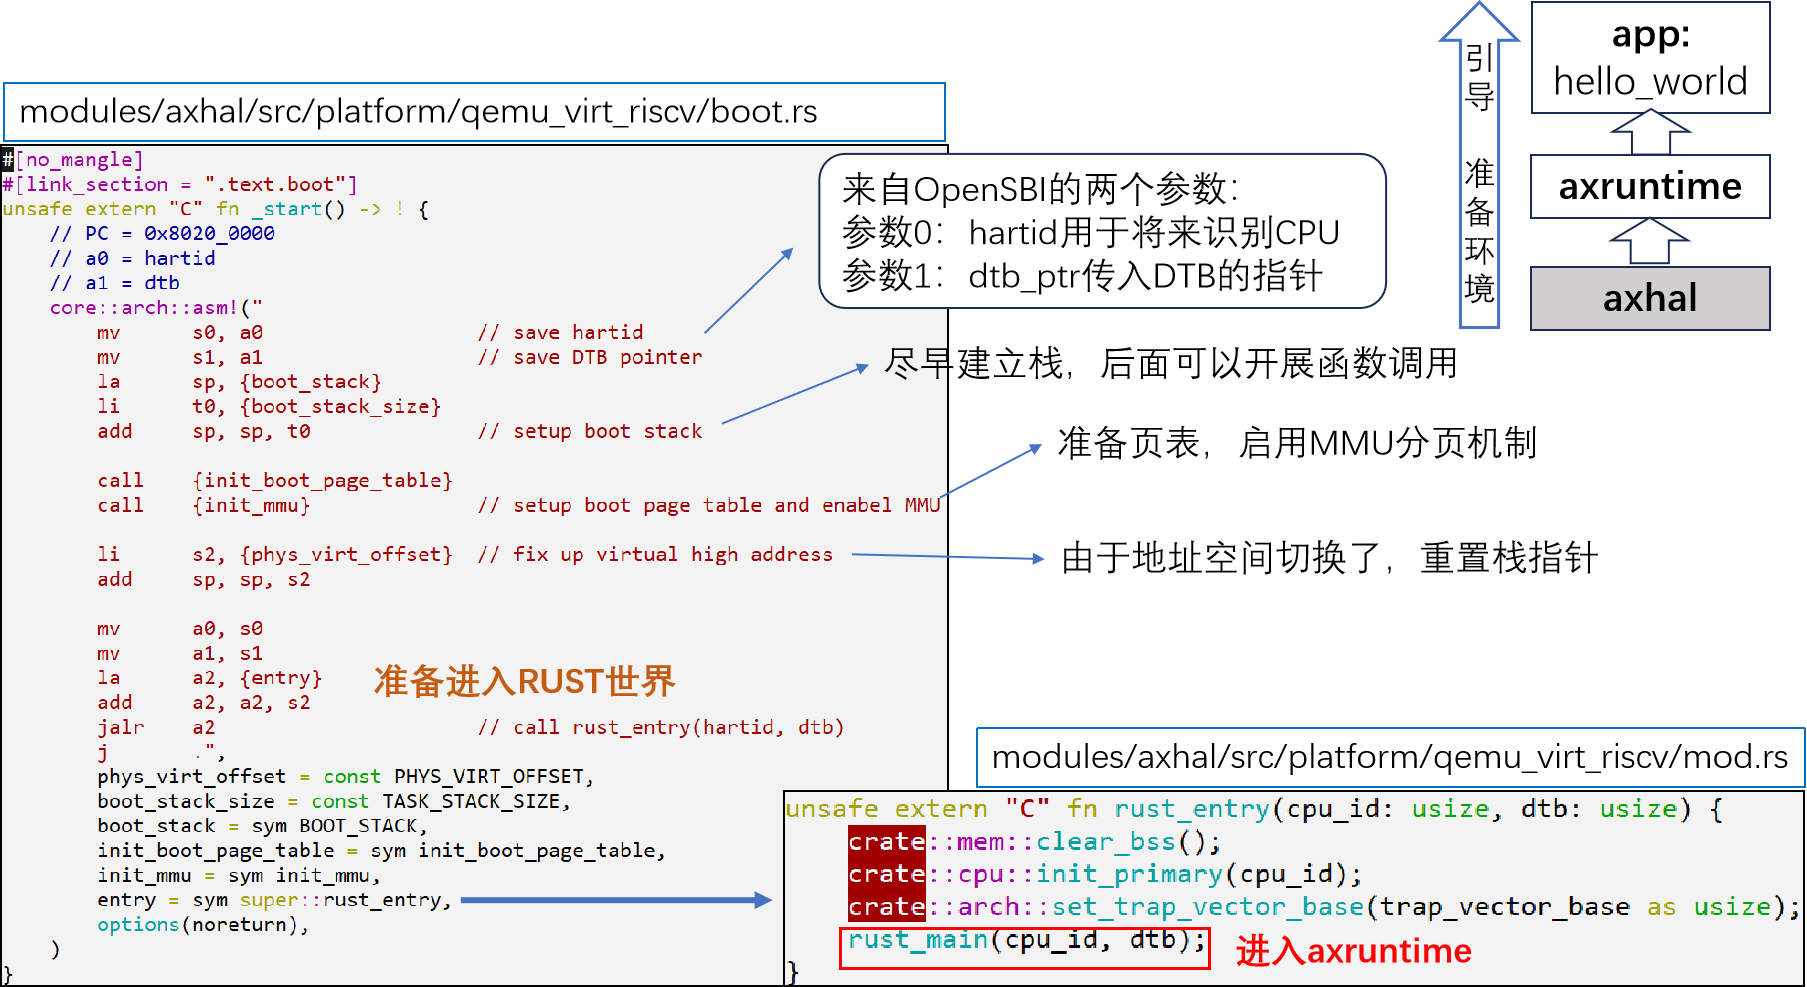 modules/axhal/src/platform/qemu_virt_riscv/boot.rs
#[no_mangle]
#[link_section = ".text.boot"]
unsafe extern "C" fn _start() -> ! {
    // PC = 0x8020_0000
    // a0 = hartid
    // a1 = dtb
    core::arch::asm!("
        mv      s0, a0                  // save hartid
        mv      s1, a1                  // save DTB pointer
        la      sp, {boot_stack}
        li      t0, {boot_stack_size}
        add     sp, sp, t0              // setup boot stack
        call    {init_boot_page_table}
        call    {init_mmu}              // setup boot page table and enabel MMU
        li      s2, {phys_virt_offset}  // fix up virtual high address
        add     sp, sp, s2
        mv      a0, s0
        mv      a1, s1
        la      a2, {entry}
        add     a2, a2, s2
        jalr    a2                      // call rust_entry(hartid, dtb)
        j       .",
        phys_virt_offset = const PHYS_VIRT_OFFSET,
        boot_stack_size = const TASK_STACK_SIZE,
        boot_stack = sym BOOT_STACK,
        init_boot_page_table = sym init_boot_page_table,
        init_mmu = sym init_mmu,
        entry = sym super::rust_entry,
        options(noreturn),
    )
}
准备进入RUST世界
来自OpenSBI的两个参数：
参数0：hartid用于将来识别CPU
参数1：dtb_ptr传入DTB的指针
尽早建立栈，后面可以开展函数调用
准备页表，启用MMU分页机制
由于地址空间切换了，重置栈指针
引导 准备环境
app:
hello_world
axruntime
axhal
modules/axhal/src/platform/qemu_virt_riscv/mod.rs
unsafe extern "C" fn rust_entry(cpu_id: usize, dtb: usize) {
    crate::mem::clear_bss();
    crate::cpu::init_primary(cpu_id);
    crate::arch::set_trap_vector_base(trap_vector_base as usize);
    rust_main(cpu_id, dtb);
}
进入axruntime